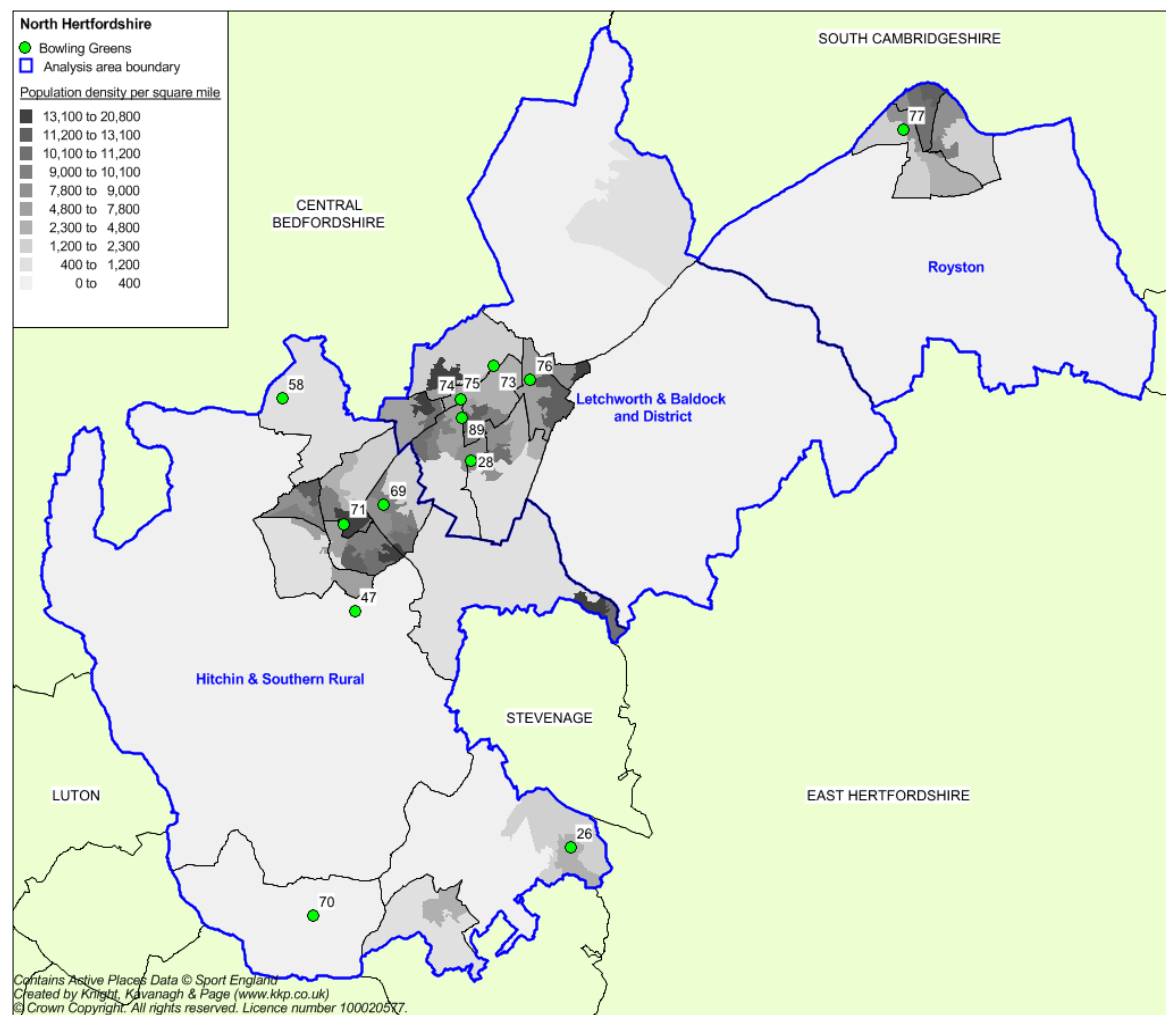 North Hertfordshire
Bowling Greens
Analysis area boundary
Population density per square mile
13,100 to 20,800
11,200 to 13,100
10,100 to 11,200
9,000 to 10,100
7,800 to 9,000
4,800 to 7,800
2,300 to 4,800
1,200 to 2,300
400 to 1,200
0 to 400
SOUTH CAMBRIDGESHIRE
77
CENTRAL
BEDFORDSHIRE
Royston
58
74
75
73
76
Letchworth & Baldock
and District
89
28
69
71
47
Hitchin & Southern Rural
STEVENAGE
LUTON
EAST HERTFORDSHIRE
26
70
Contains Active Places Data © Sport England
Created by Knight, Kavanagh & Page (www.kkp.co.uk)
© Crown Copyright. All rights reserved. Licence number 100020577.